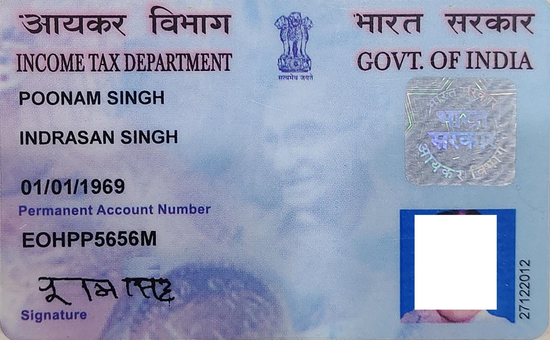 आयकर विभाग
भारत सरकार
INCOME TAX DEPARTMENT
GOVT. OF INDIA
सत्यमेव जयते
POONAM SINGH
INDRASAN SINGH
भारत सरकार
आयकर विभाग
01/01/1969
Permanent Account Number
EOHPP5656M
Signature
27122012